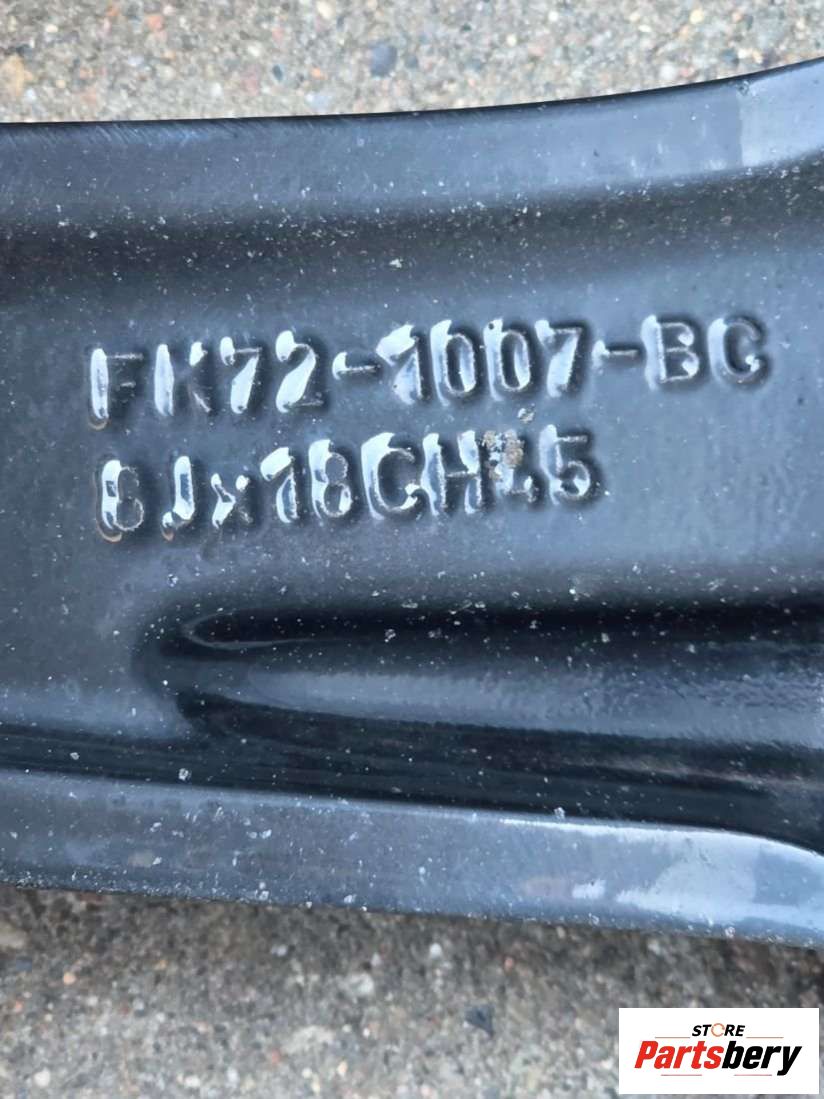 FK72-1007-BC
8Jx18CH45
STORE
Partsbery